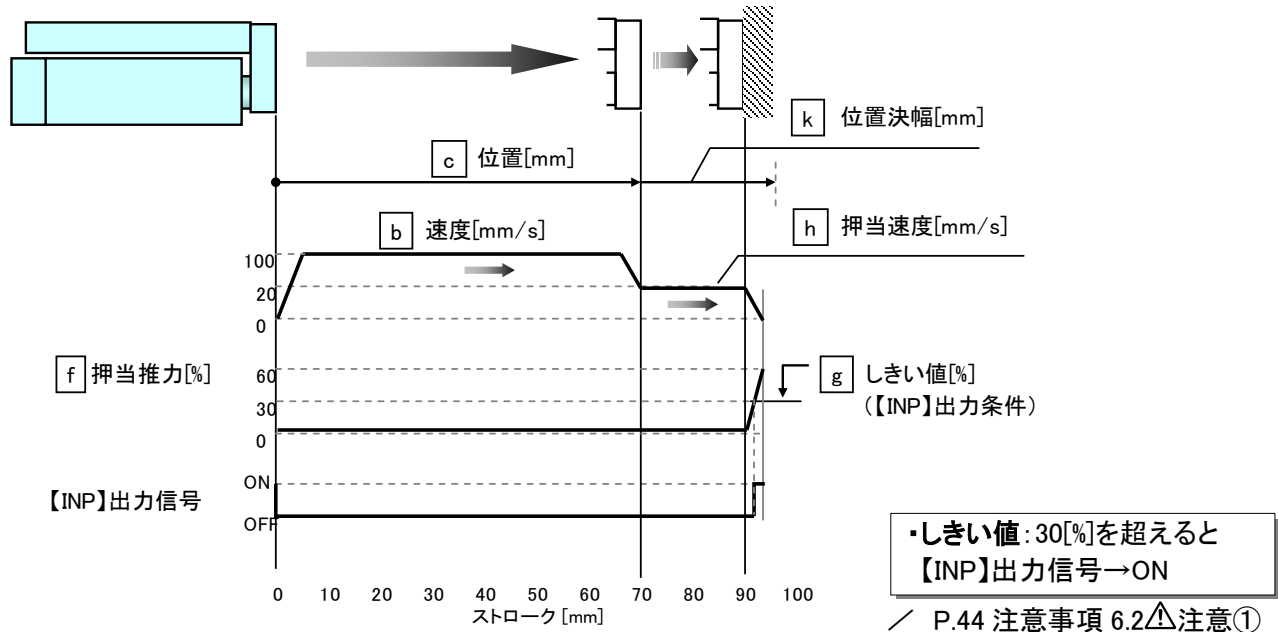 k 位置決幅[mm]
c 位置[mm]
b 速度[mm/s]
h 押当速度[mm/s]
100
20
0
f 押当推力[%]
60
30
0
g しきい値[%]
(【INP】出力条件)
【INP】出力信号
ON
OFF
・しきい値：30[%]を超えると
【INP】出力信号→ON
0 10 20 30 40 50 60 70 80 90 100
ストローク [mm]
／ P.44 注意事項 6.2⚠注意①